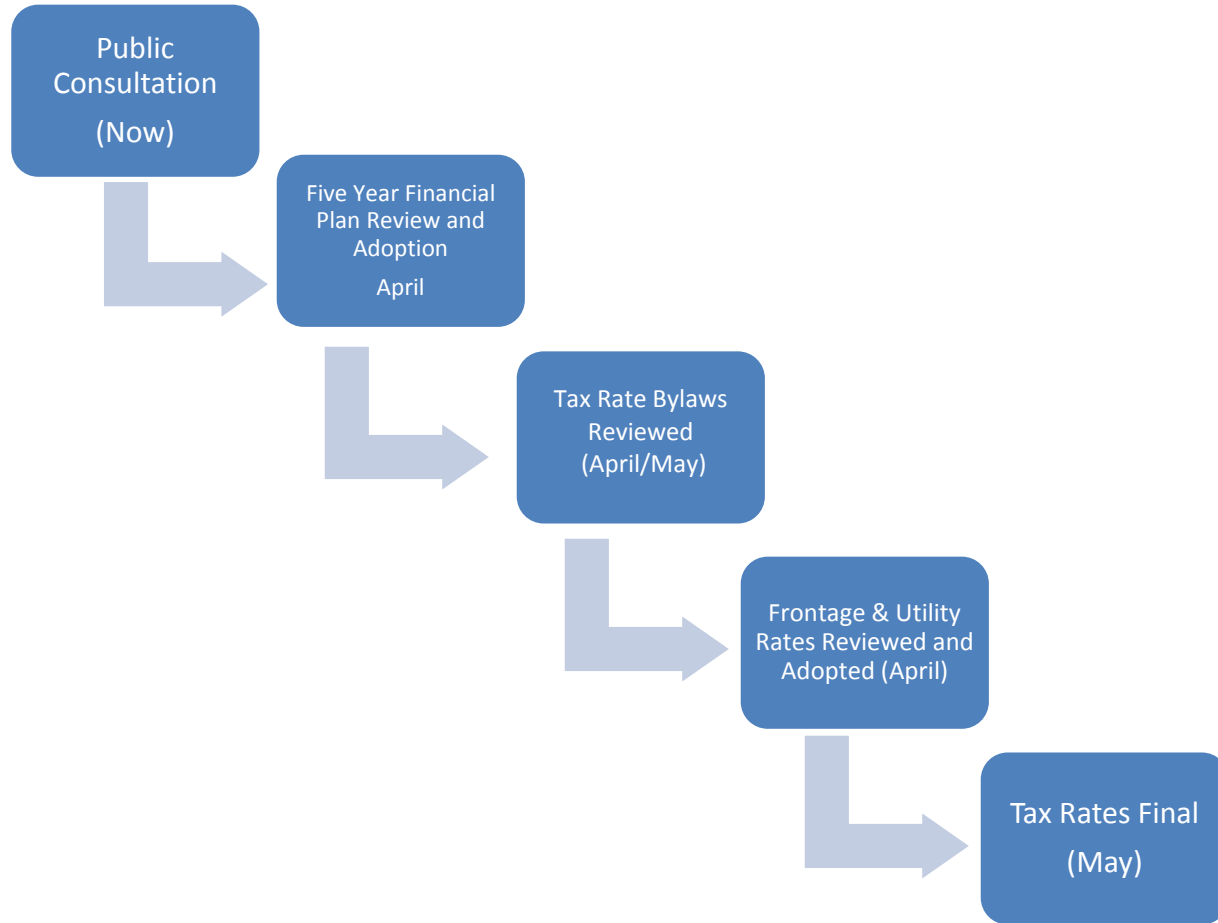 Public
Consultation
(Now)
Five Year Financial
Plan Review and
Adoption
April
Tax Rate Bylaws
Reviewed
(April/May)
Frontage & Utility
Rates Reviewed and
Adopted (April)
Tax Rates Final
(May)